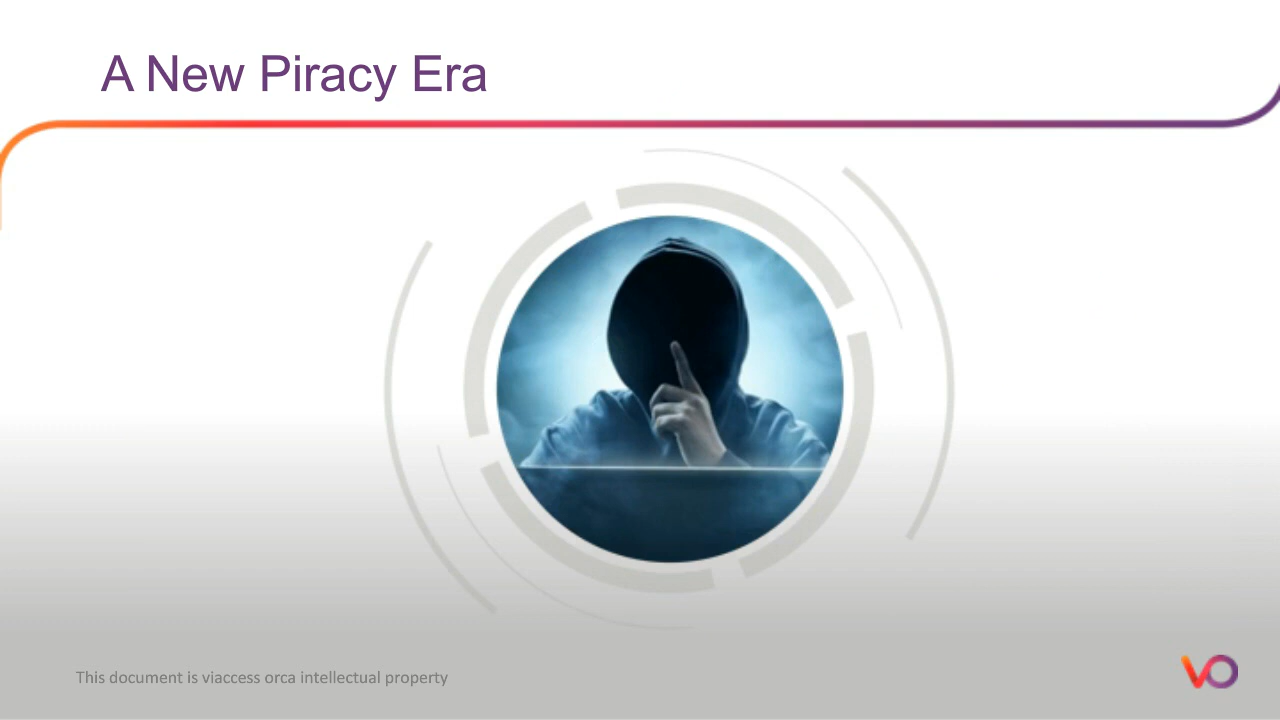 A New Piracy Era
This document is viaccess orca intellectual property
VO